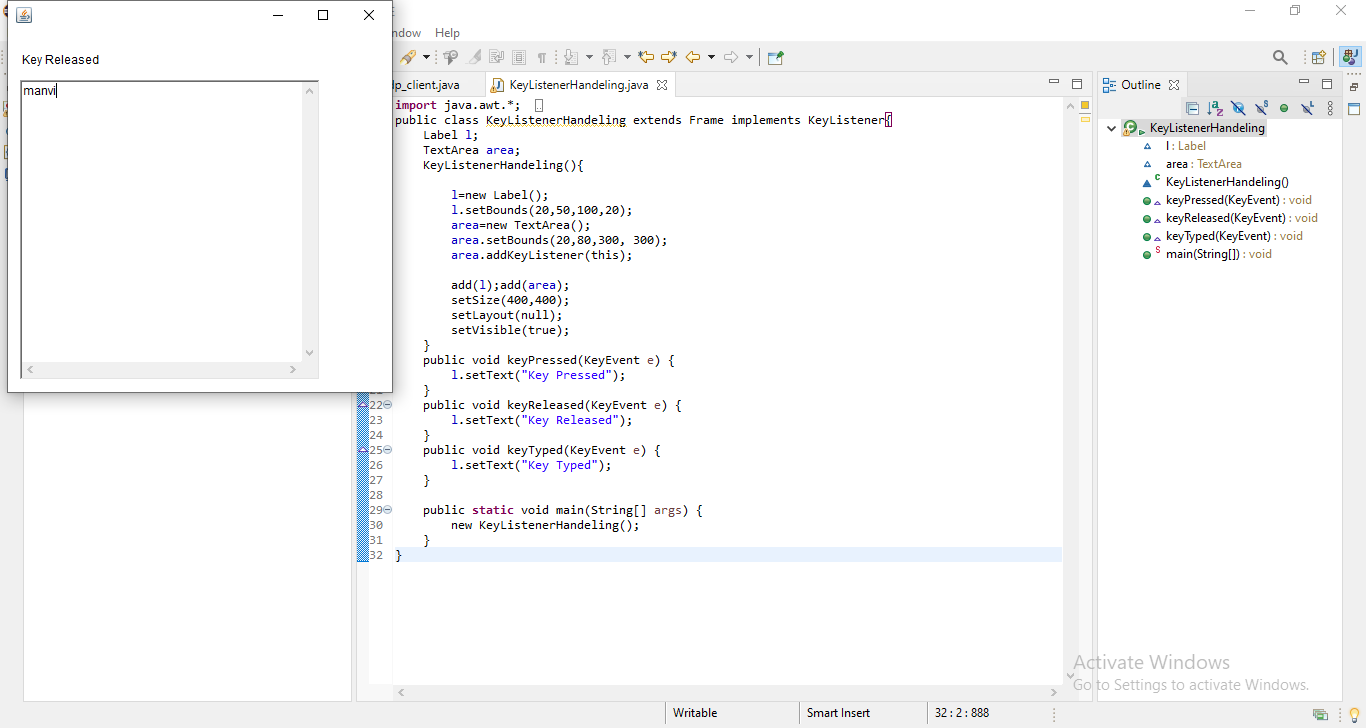 Key Released
manvi
ndow Help
lp_client.java
KeyListenerHandeling.java
import java.awt.*;
public class KeyListenerHandeling extends Frame implements KeyListener{
Label l;
TextArea area;
KeyListenerHandeling(){
l=new Label();
l.setBounds(20,50,100,20);
area=new TextArea();
area.setBounds(20,80,300, 300);
area.addKeyListener(this);
add(l);add(area);
setSize(400,400);
setLayout(null);
setVisible(true);
}
public void keyPressed(KeyEvent e) {
l.setText("Key Pressed");
}
22 public void keyReleased(KeyEvent e) {
23 l.setText("Key Released");
24 }
25 public void keyTyped(KeyEvent e) {
26 l.setText("Key Typed");
27 }
28
29 public static void main(String[] args) {
30 new KeyListenerHandeling();
31 }
32 }
Outline
KeyListenerHandeling
l : Label
area : TextArea
KeyListenerHandeling()
keyPressed(KeyEvent) : void
keyReleased(KeyEvent) : void
keyTyped(KeyEvent) : void
main(String[]) : void
Activate Windows
Go to Settings to activate Windows.
Writable
Smart Insert
32 : 2 : 888